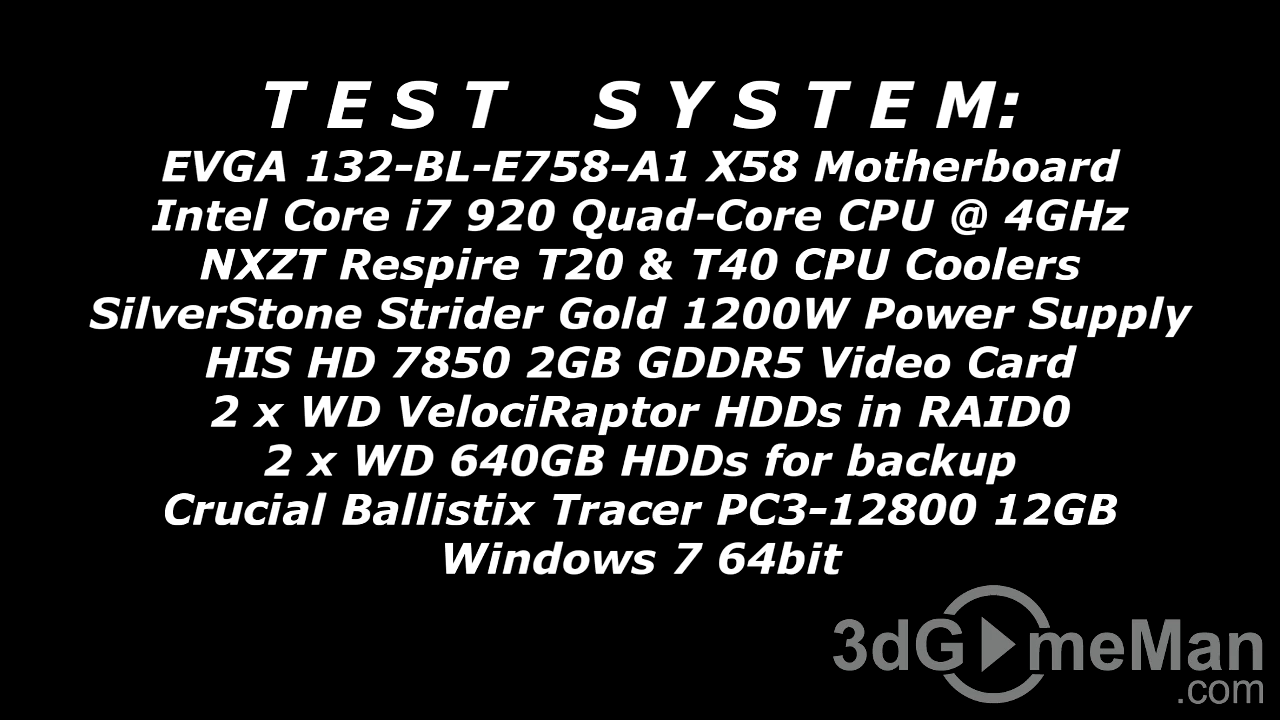 T E S T S Y S T E M:
EVGA 132-BL-E758-A1 X58 Motherboard
Intel Core i7 920 Quad-Core CPU @ 4GHz
NXZT Respire T20 & T40 CPU Coolers
SilverStone Strider Gold 1200W Power Supply
HIS HD 7850 2GB GDDR5 Video Card
2 x WD VelociRaptor HDDs in RAID0
2 x WD 640GB HDDs for backup
Crucial Ballistix Tracer PC3-12800 12GB
Windows 7 64bit
3dGameMan
.com